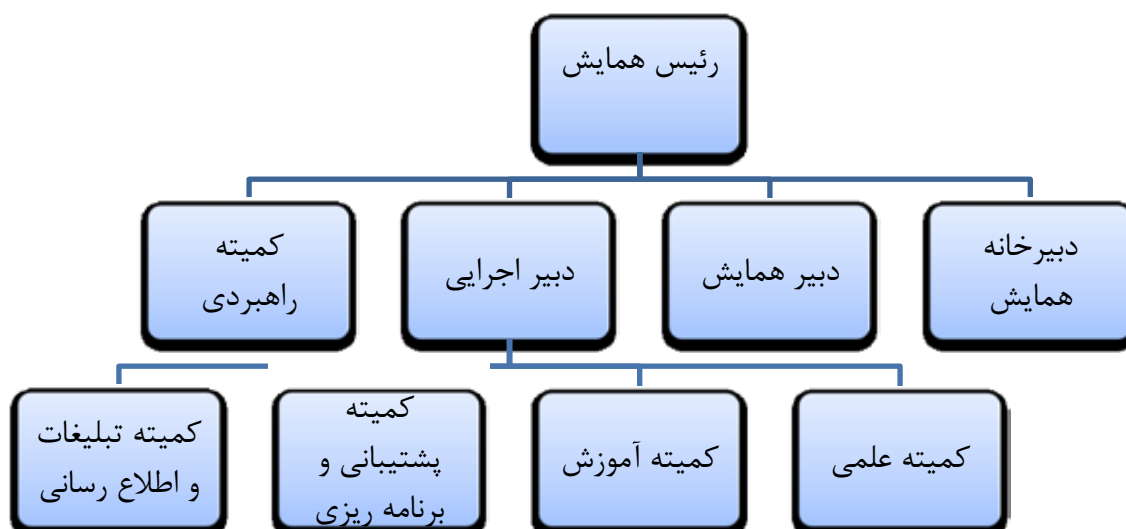 رئیس همایش
دبیرخانه
همایش
دبیر همایش
دبیر اجرایی
کمیته
راهبردی
کمیته علمی
کمیته آموزش
کمیته
پشتیبانی و
برنامه ریزی
کمیته تبلیغات
و اطلاع رسانی